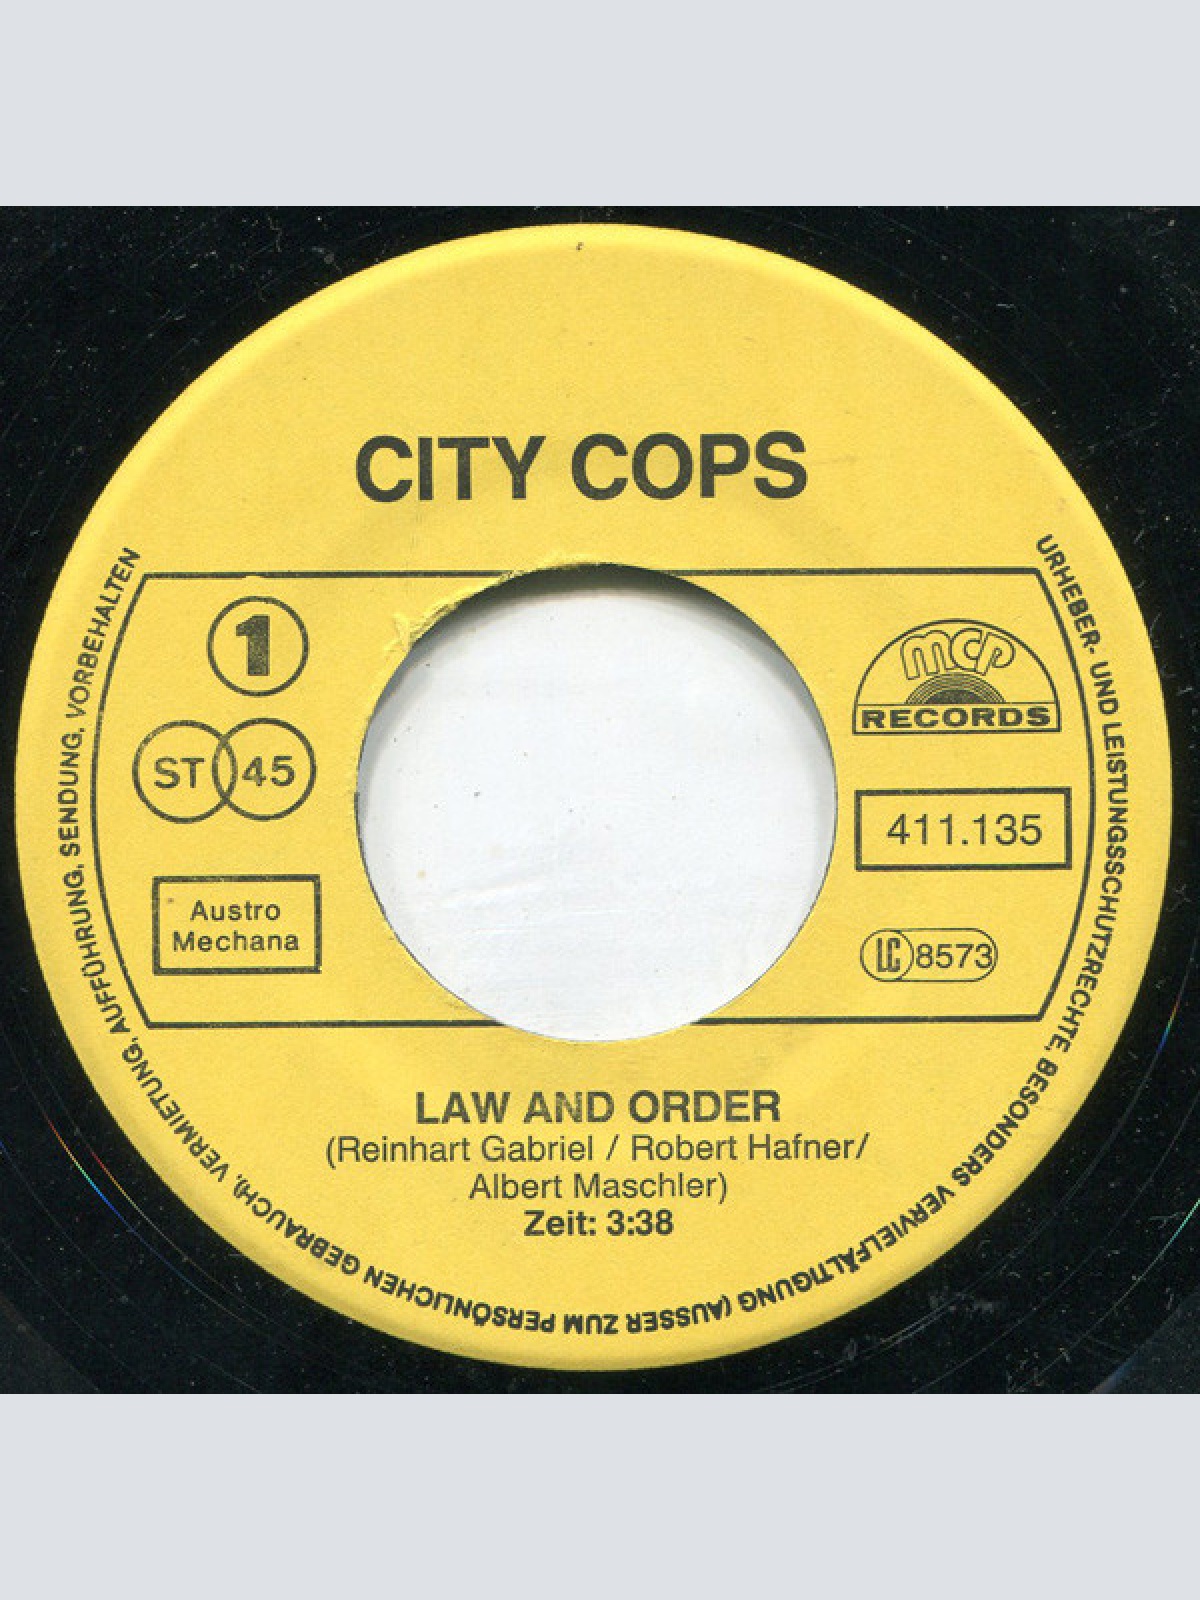 CITY COPS
1
ST 45
Austro
Mechana
mcp
RECORDS
411.135
LC 8573
LAW AND ORDER
(Reinhart Gabriel / Robert Hafner/
Albert Maschler)
Zeit: 3:38
URHEBER- UND LEISTUNGSSCHUTZRECHTE, BESONDERS VERVIELFÄLTIGUNG (AUSSER ZUM PERSÖNLICHEN GEBRAUCH), VERMIETUNG, AUFFÜHRUNG, SENDUNG, VORBEHALTEN